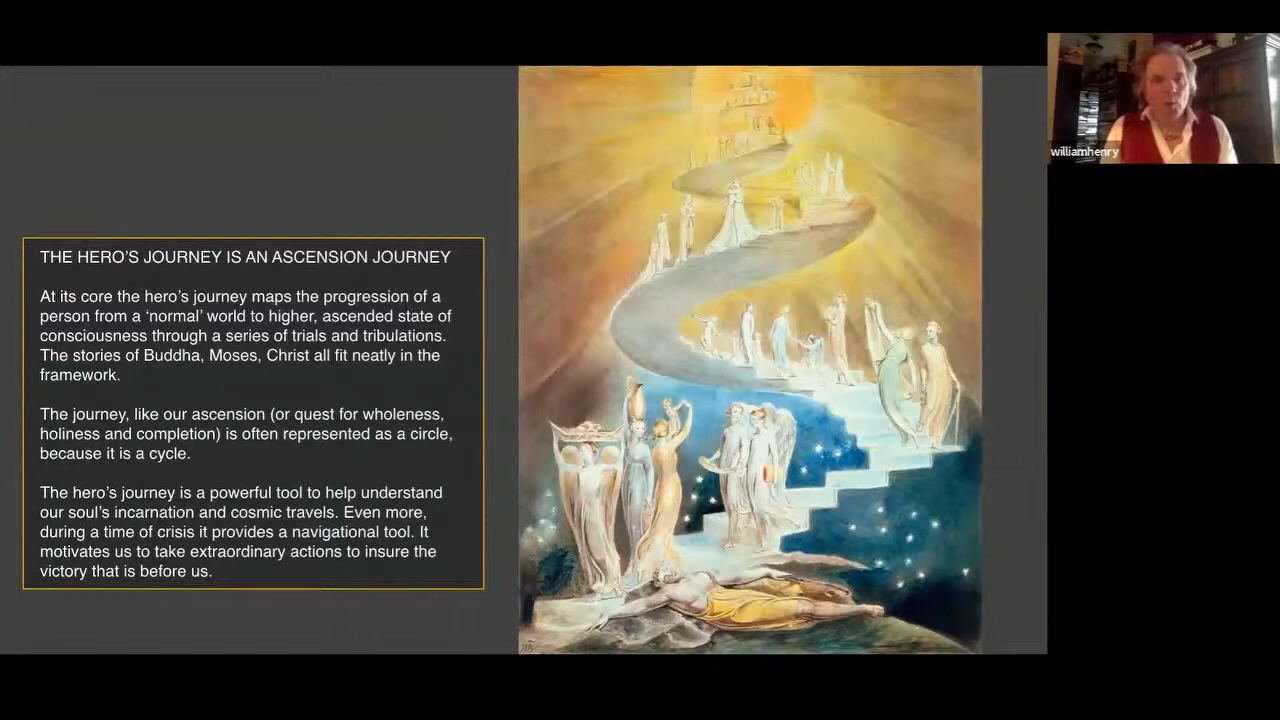 williamhenry
THE HERO'S JOURNEY IS AN ASCENSION JOURNEY
At its core the hero's journey maps the progression of a
person from a 'normal' world to higher, ascended state of
consciousness through a series of trials and tribulations.
The stories of Buddha, Moses, Christ all fit neatly in the
framework.
The journey, like our ascension (or quest for wholeness,
holiness and completion) is often represented as a circle,
because it is a cycle.
The hero's journey is a powerful tool to help understand
our soul's incarnation and cosmic travels. Even more,
during a time of crisis it provides a navigational tool. It
motivates us to take extraordinary actions to insure the
victory that is before us.